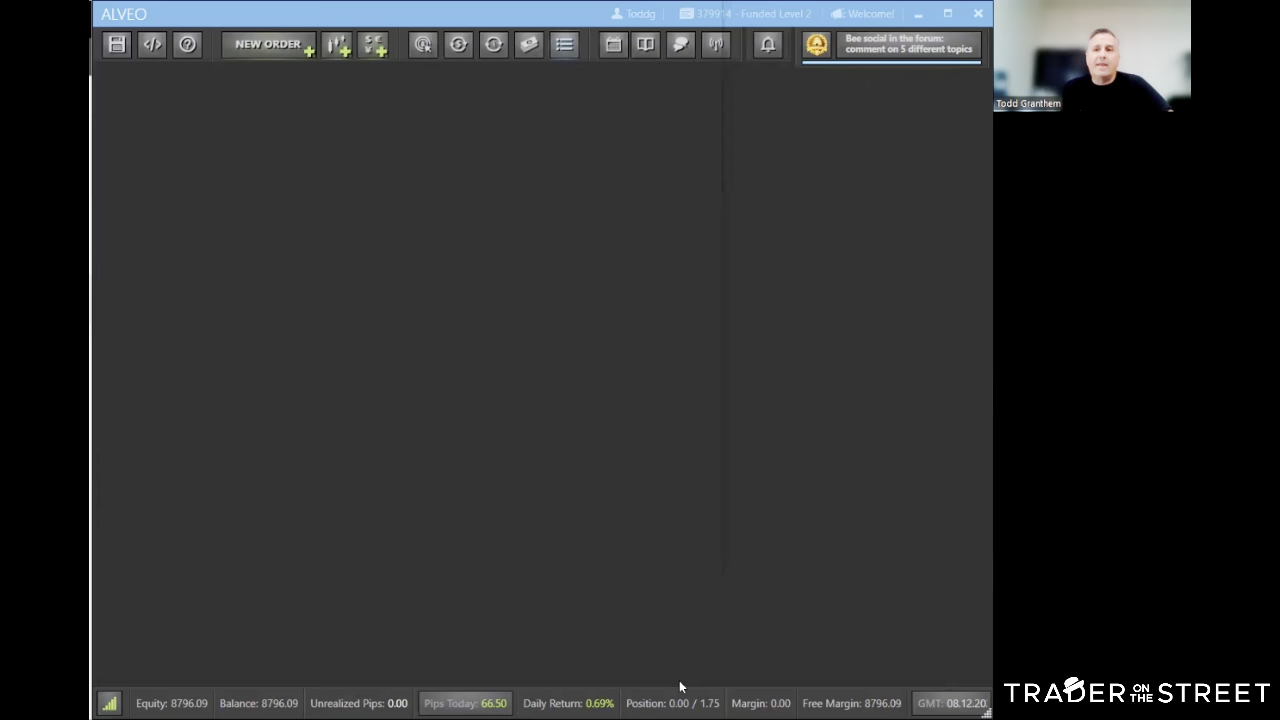 ALVEO
Toddg
- Funded Level 2
Welcome!
NEW ORDER
Bee social in the forum:
comment on 5 different topics
Todd Granthem
Equity: 8796.09
Balance: 8796.09
Unrealized Pips: 0.00
Pips Today: 66.50
Daily Return: 0.69%
Position: 0.00 / 1.75
Margin: 0.00
Free Margin: 8796.09
GMT: 08.12.20
TRADER ON THE STREET